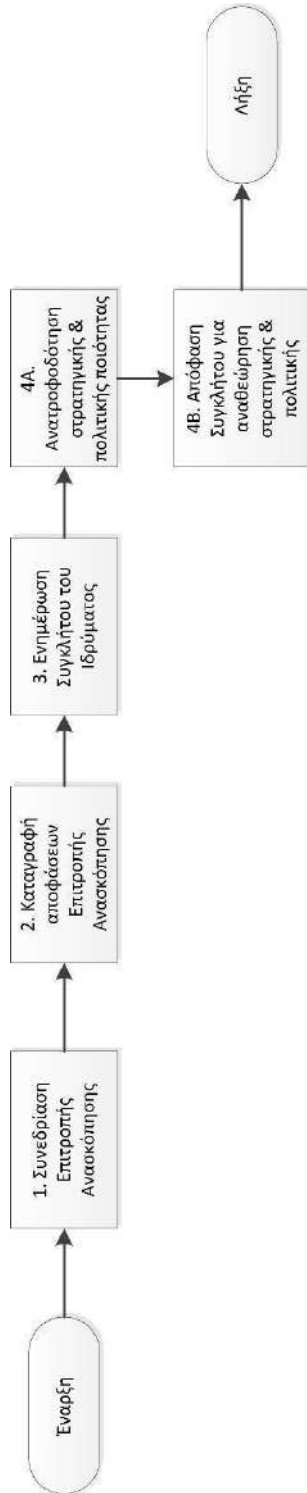 Έναρξη
1. Συνεδρίαση
Επιτροπής
Ανασκόπησης
2. Καταγραφή
αποφάσεων
Επιτροπής
Ανασκόπησης
3. Ενημέρωση
Συγκλήτου του
Ιδρύματος
4Α.
Ανατροφοδότηση
στρατηγικής &
πολιτικής ποιότητας
4Β. Απόφαση
Συγκλήτου για
αναθεώρηση
στρατηγικής &
πολιτικής
Λήξη